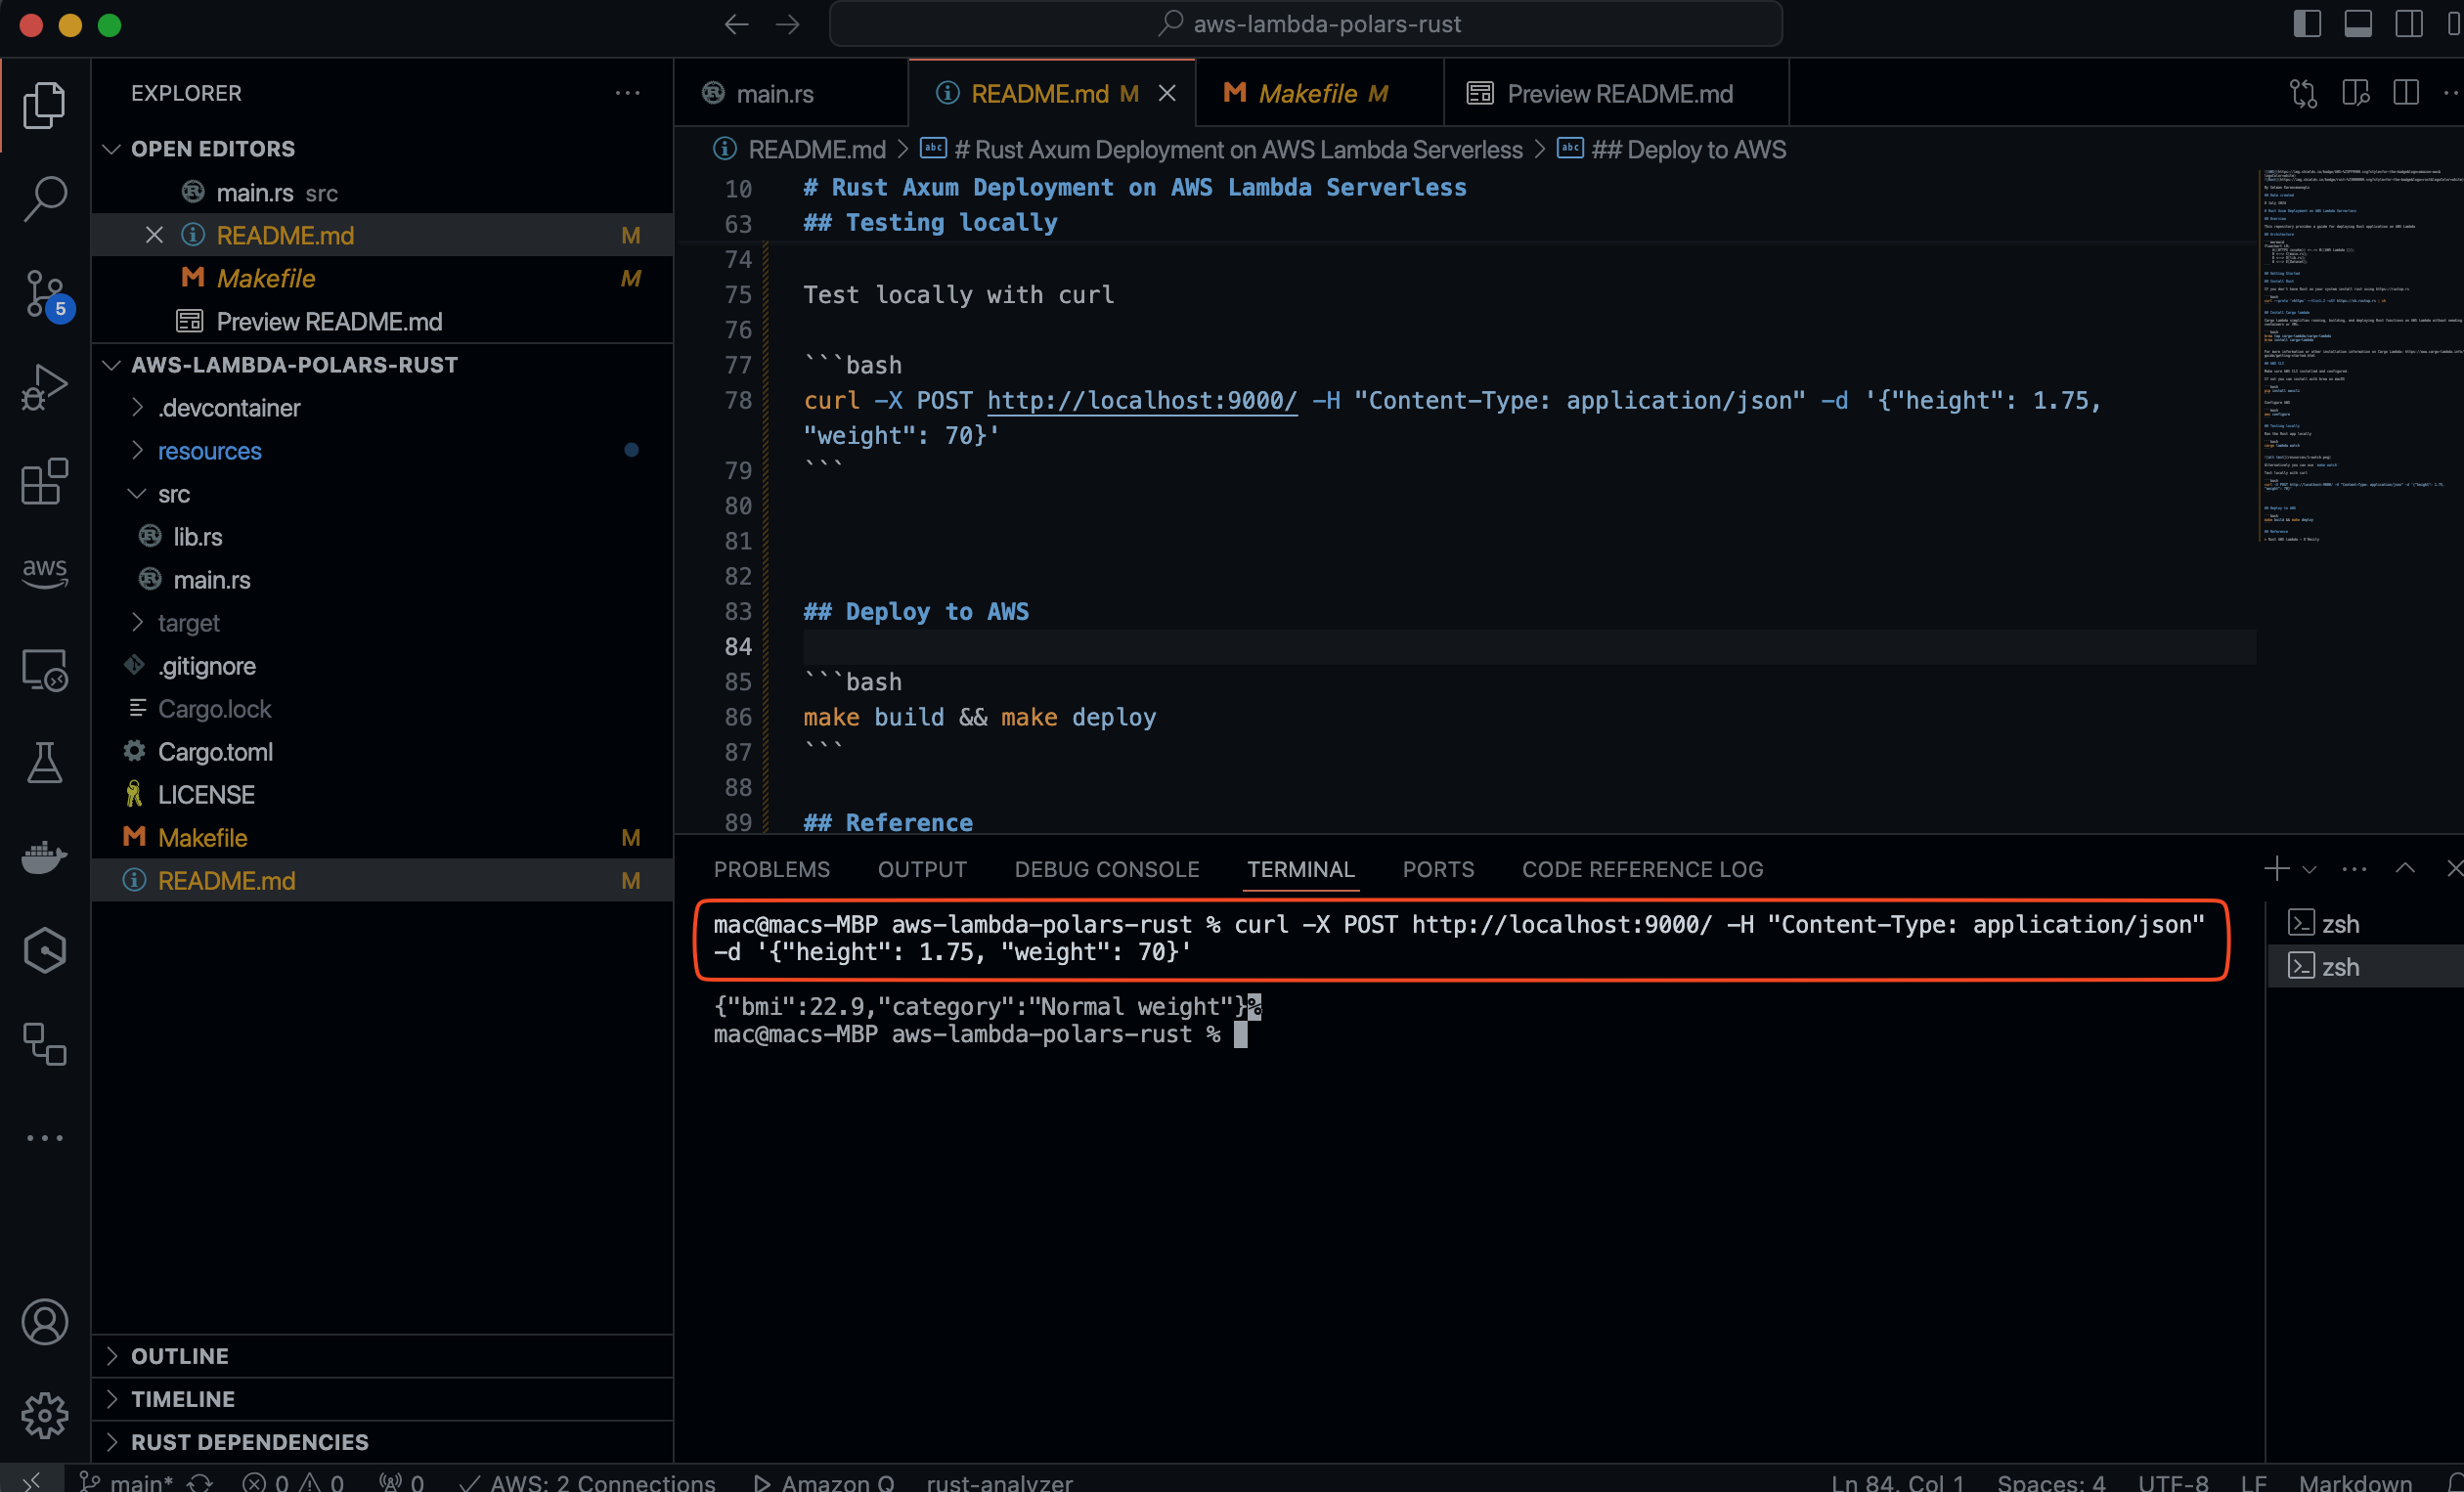 aws-lambda-polars-rust
EXPLORER
OPEN EDITORS
main.rs src
README.md M
Makefile M
Preview README.md
AWS-LAMBDA-POLARS-RUST
.devcontainer
resources
src
lib.rs
main.rs
target
.gitignore
Cargo.lock
Cargo.toml
LICENSE
Makefile M
README.md M
OUTLINE
TIMELINE
RUST DEPENDENCIES
5
aws
main.rs
README.md M
Makefile M
Preview README.md
README.md > # Rust Axum Deployment on AWS Lambda Serverless > ## Deploy to AWS
10 # Rust Axum Deployment on AWS Lambda Serverless
63 ## Testing locally
74
75 Test locally with curl
76
77 ```bash
78 curl -X POST http://localhost:9000/ -H "Content-Type: application/json" -d '{"height": 1.75,
"weight": 70}'
79 ```
80
81
82
83 ## Deploy to AWS
84
85 ```bash
86 make build && make deploy
87 ```
88
89 ## Reference
PROBLEMS OUTPUT DEBUG CONSOLE TERMINAL PORTS CODE REFERENCE LOG
mac@macs-MBP aws-lambda-polars-rust % curl -X POST http://localhost:9000/ -H "Content-Type: application/json"
-d '{"height": 1.75, "weight": 70}'
{"bmi":22.9,"category":"Normal weight"}%
mac@macs-MBP aws-lambda-polars-rust %
zsh
zsh
main* 0 0 0 AWS: 2 Connections Amazon Q rust-analyzer Ln 84, Col 1 Spaces: 4 UTF-8 LF Markdown